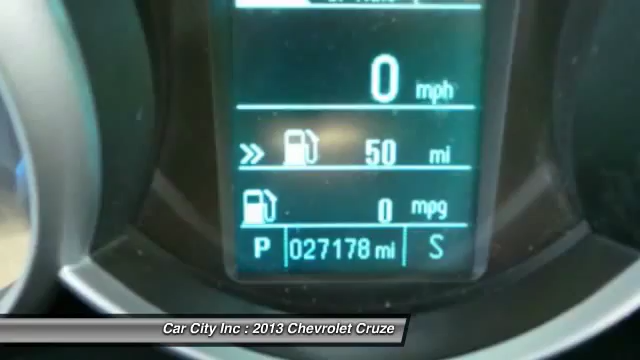 0 mph
50 mi
0 mpg
P 027178 mi S
Car City Inc : 2013 Chevrolet Cruze